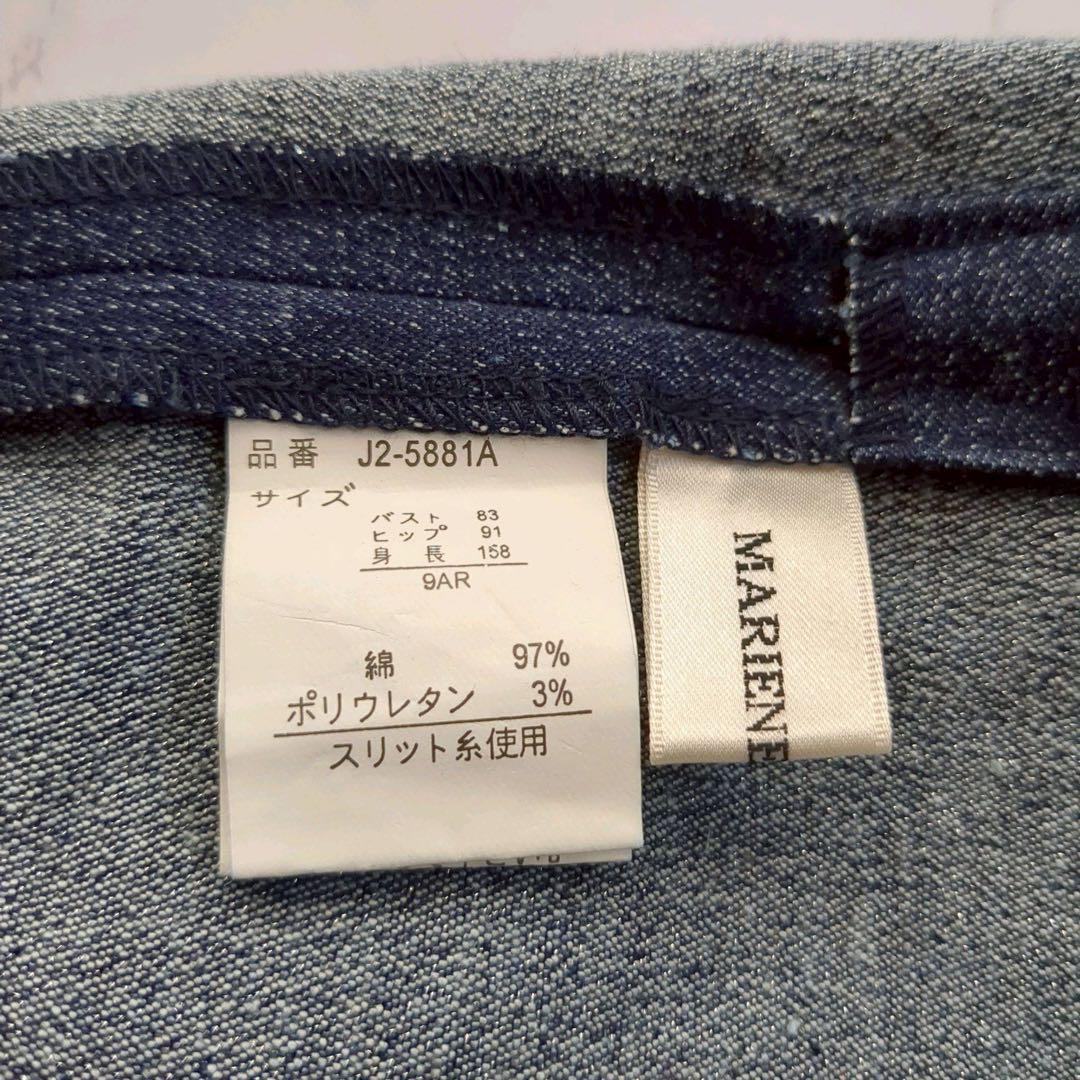 品番 J2-5881A
サイズ
バスト 83
ヒップ 91
身長 158
9AR
綿 97%
ポリウレタン 3%
スリット糸使用
MARIENE